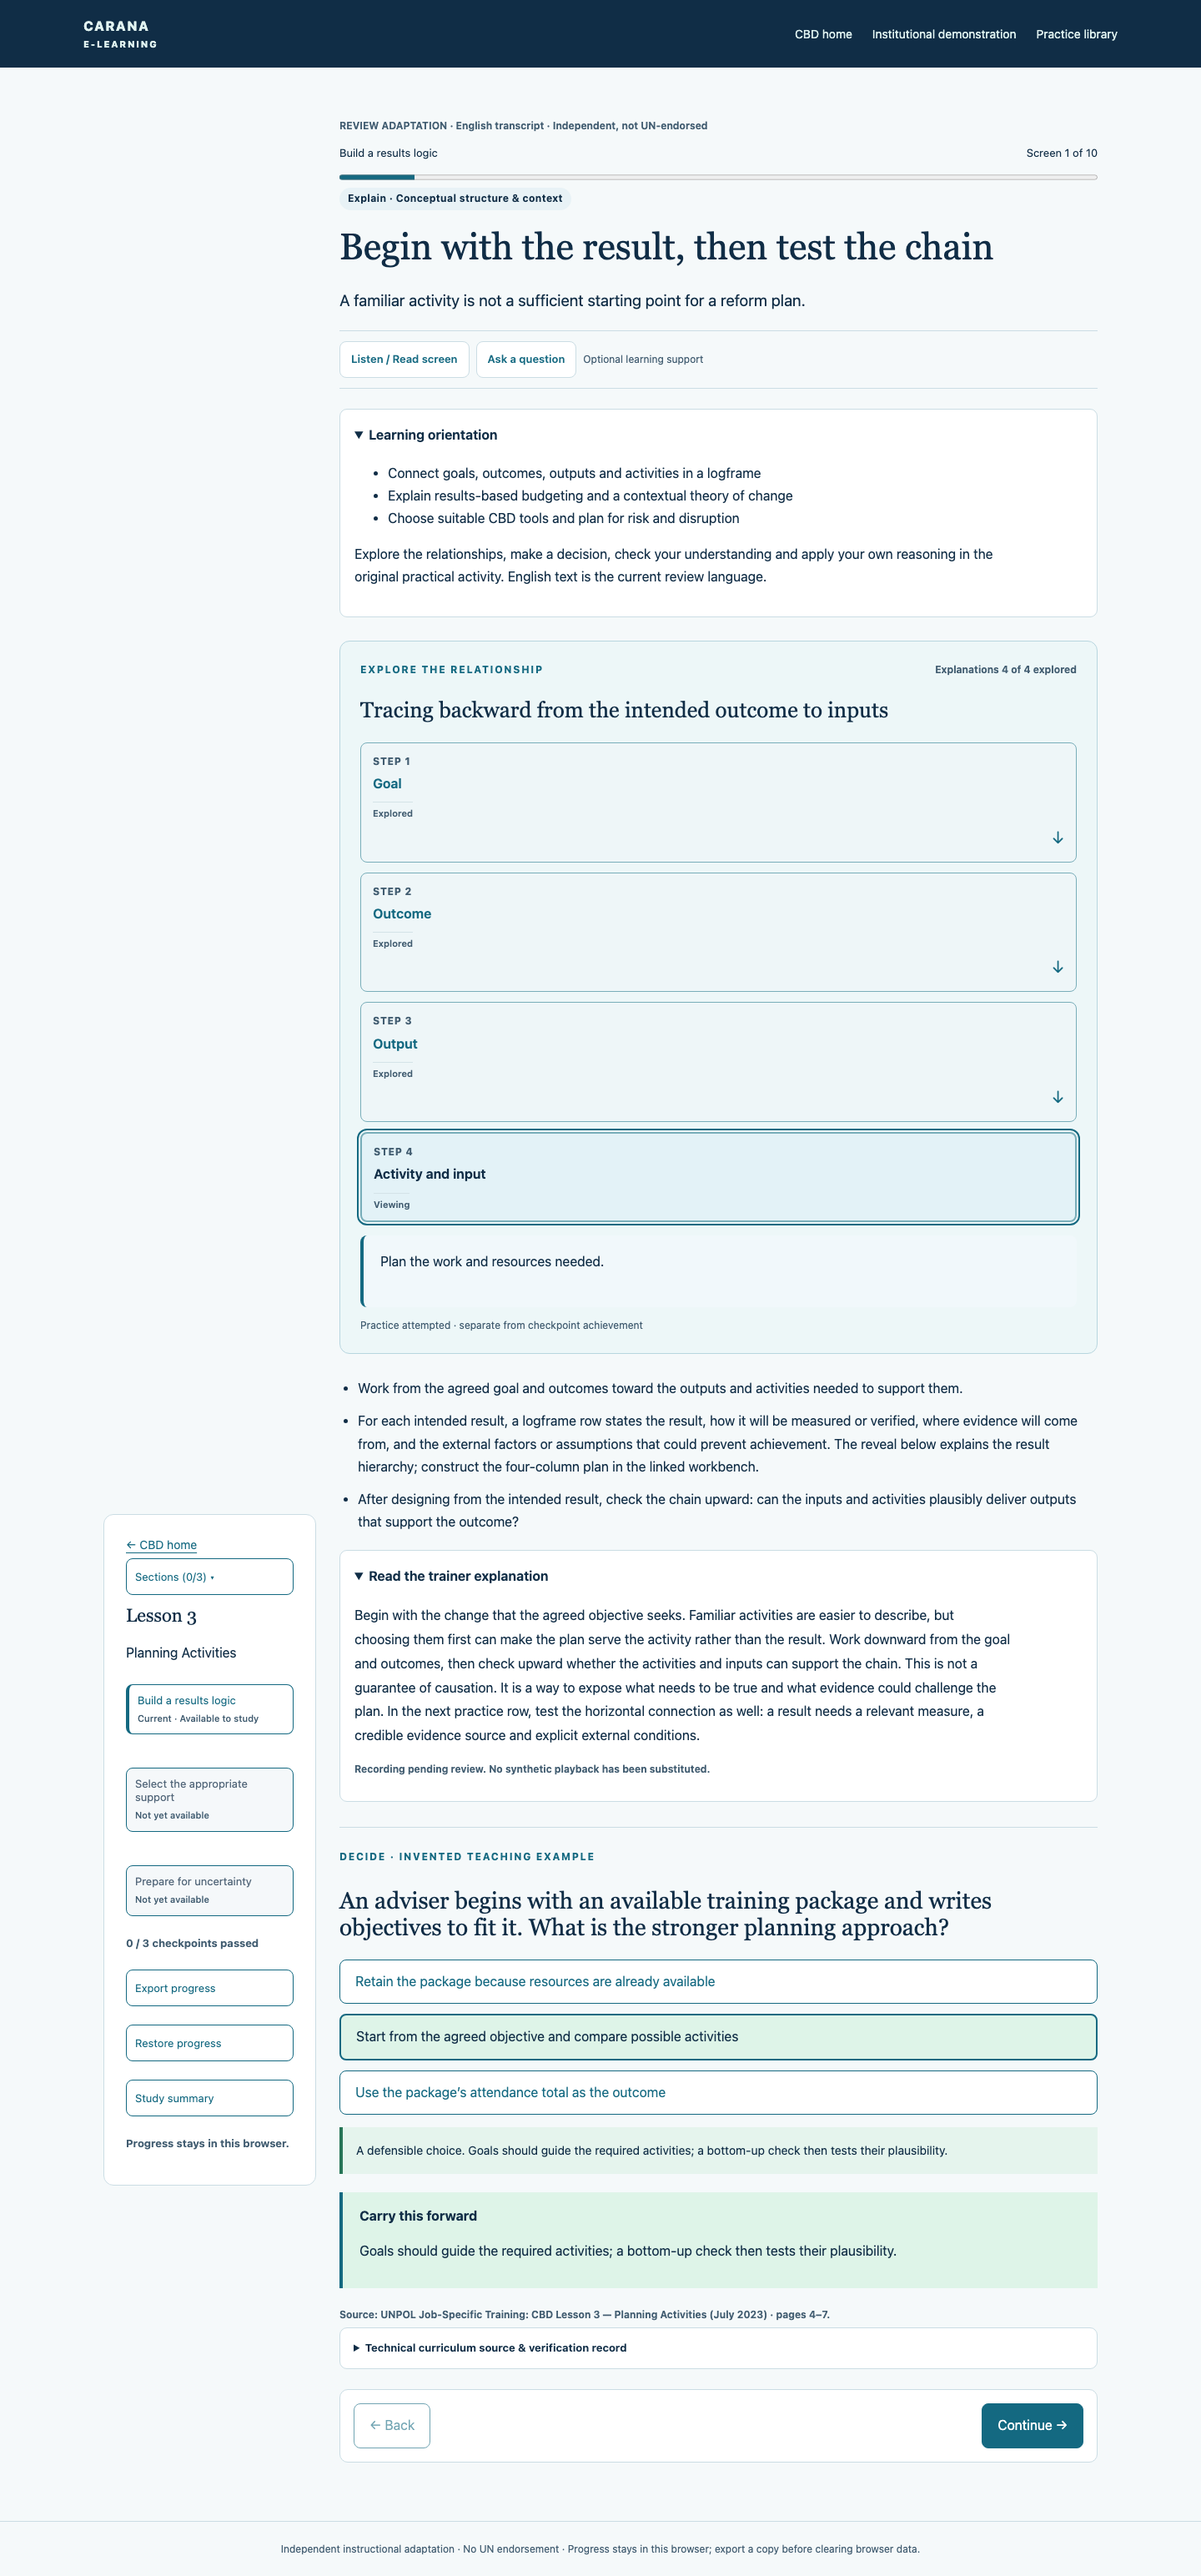 CARANA
E-LEARNING
CBD home
Institutional demonstration
Practice library
REVIEW ADAPTATION · English transcript · Independent, not UN-endorsed
Build a results logic
Screen 1 of 10
Explain · Conceptual structure & context
Begin with the result, then test the chain
A familiar activity is not a sufficient starting point for a reform plan.
Listen / Read screen
Ask a question
Optional learning support
▼ Learning orientation
• Connect goals, outcomes, outputs and activities in a logframe
• Explain results-based budgeting and a contextual theory of change
• Choose suitable CBD tools and plan for risk and disruption
Explore the relationships, make a decision, check your understanding and apply your own reasoning in the
original practical activity. English text is the current review language.
EXPLORE THE RELATIONSHIP
Explanations 4 of 4 explored
Tracing backward from the intended outcome to inputs
STEP 1
Goal
Explored
↓
STEP 2
Outcome
Explored
↓
STEP 3
Output
Explored
↓
STEP 4
Activity and input
Viewing
Plan the work and resources needed.
Practice attempted · separate from checkpoint achievement
• Work from the agreed goal and outcomes toward the outputs and activities needed to support them.
• For each intended result, a logframe row states the result, how it will be measured or verified, where evidence will come
from, and the external factors or assumptions that could prevent achievement. The reveal below explains the result
hierarchy; construct the four-column plan in the linked workbench.
• After designing from the intended result, check the chain upward: can the inputs and activities plausibly deliver outputs
that support the outcome?
← CBD home
Sections (0/3) ▾
Lesson 3
Planning Activities
Build a results logic
Current · Available to study
Select the appropriate
support
Not yet available
Prepare for uncertainty
Not yet available
0 / 3 checkpoints passed
Export progress
Restore progress
Study summary
Progress stays in this browser.
▼ Read the trainer explanation
Begin with the change that the agreed objective seeks. Familiar activities are easier to describe, but
choosing them first can make the plan serve the activity rather than the result. Work downward from the goal
and outcomes, then check upward whether the activities and inputs can support the chain. This is not a
guarantee of causation. It is a way to expose what needs to be true and what evidence could challenge the
plan. In the next practice row, test the horizontal connection as well: a result needs a relevant measure, a
credible evidence source and explicit external conditions.
Recording pending review. No synthetic playback has been substituted.
DECIDE · INVENTED TEACHING EXAMPLE
An adviser begins with an available training package and writes
objectives to fit it. What is the stronger planning approach?
Retain the package because resources are already available
Start from the agreed objective and compare possible activities
Use the package’s attendance total as the outcome
A defensible choice. Goals should guide the required activities; a bottom-up check then tests their plausibility.
Carry this forward
Goals should guide the required activities; a bottom-up check then tests their plausibility.
Source: UNPOL Job-Specific Training: CBD Lesson 3 — Planning Activities (July 2023) · pages 4–7.
▶ Technical curriculum source & verification record
← Back
Continue →
Independent instructional adaptation · No UN endorsement · Progress stays in this browser; export a copy before clearing browser data.